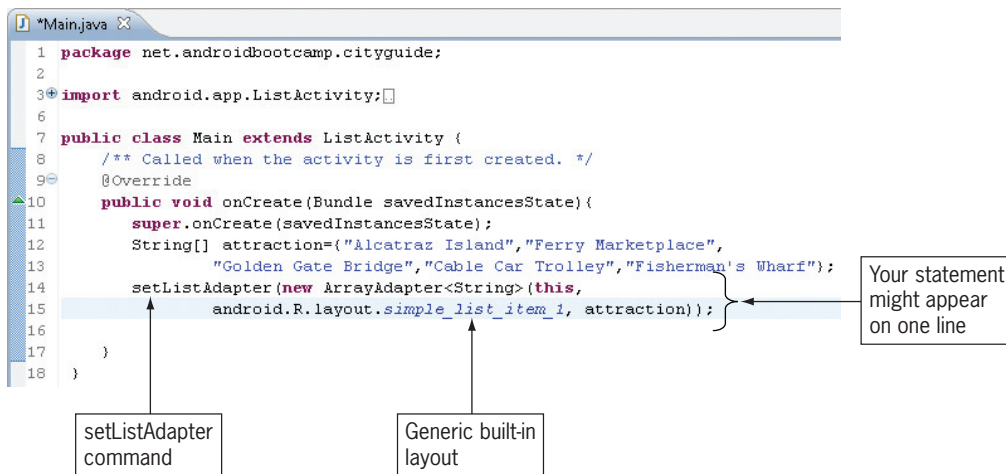 *Main.java
1 package net.androidbootcamp.cityguide;
2
3 import android.app.ListActivity;
6
7 public class Main extends ListActivity {
8 /** Called when the activity is first created. */
9 @Override
10 public void onCreate(Bundle savedInstancesState){
11 super.onCreate(savedInstancesState);
12 String[] attraction={"Alcatraz Island","Ferry Marketplace",
13 "Golden Gate Bridge","Cable Car Trolley","Fisherman's Wharf"};
14 setListAdapter(new ArrayAdapter<String>(this,
15 android.R.layout.simple_list_item_1, attraction));
16
17 }
18 }
Your statement
might appear
on one line
setListAdapter
command
Generic built-in
layout